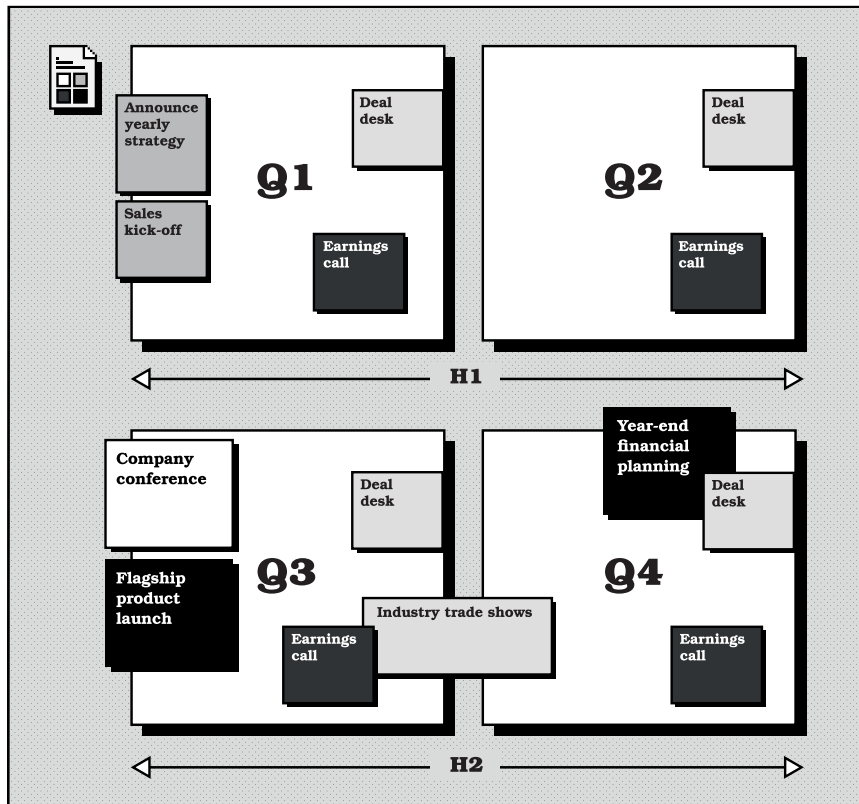 Announce
yearly
strategy
Sales
kick-off
Q1
Deal
desk
Earnings
call
Q2
Deal
desk
Earnings
call
H1
Company
conference
Flagship
product
launch
Q3
Deal
desk
Earnings
call
Industry trade shows
Year-end
financial
planning
Deal
desk
Q4
Earnings
call
H2